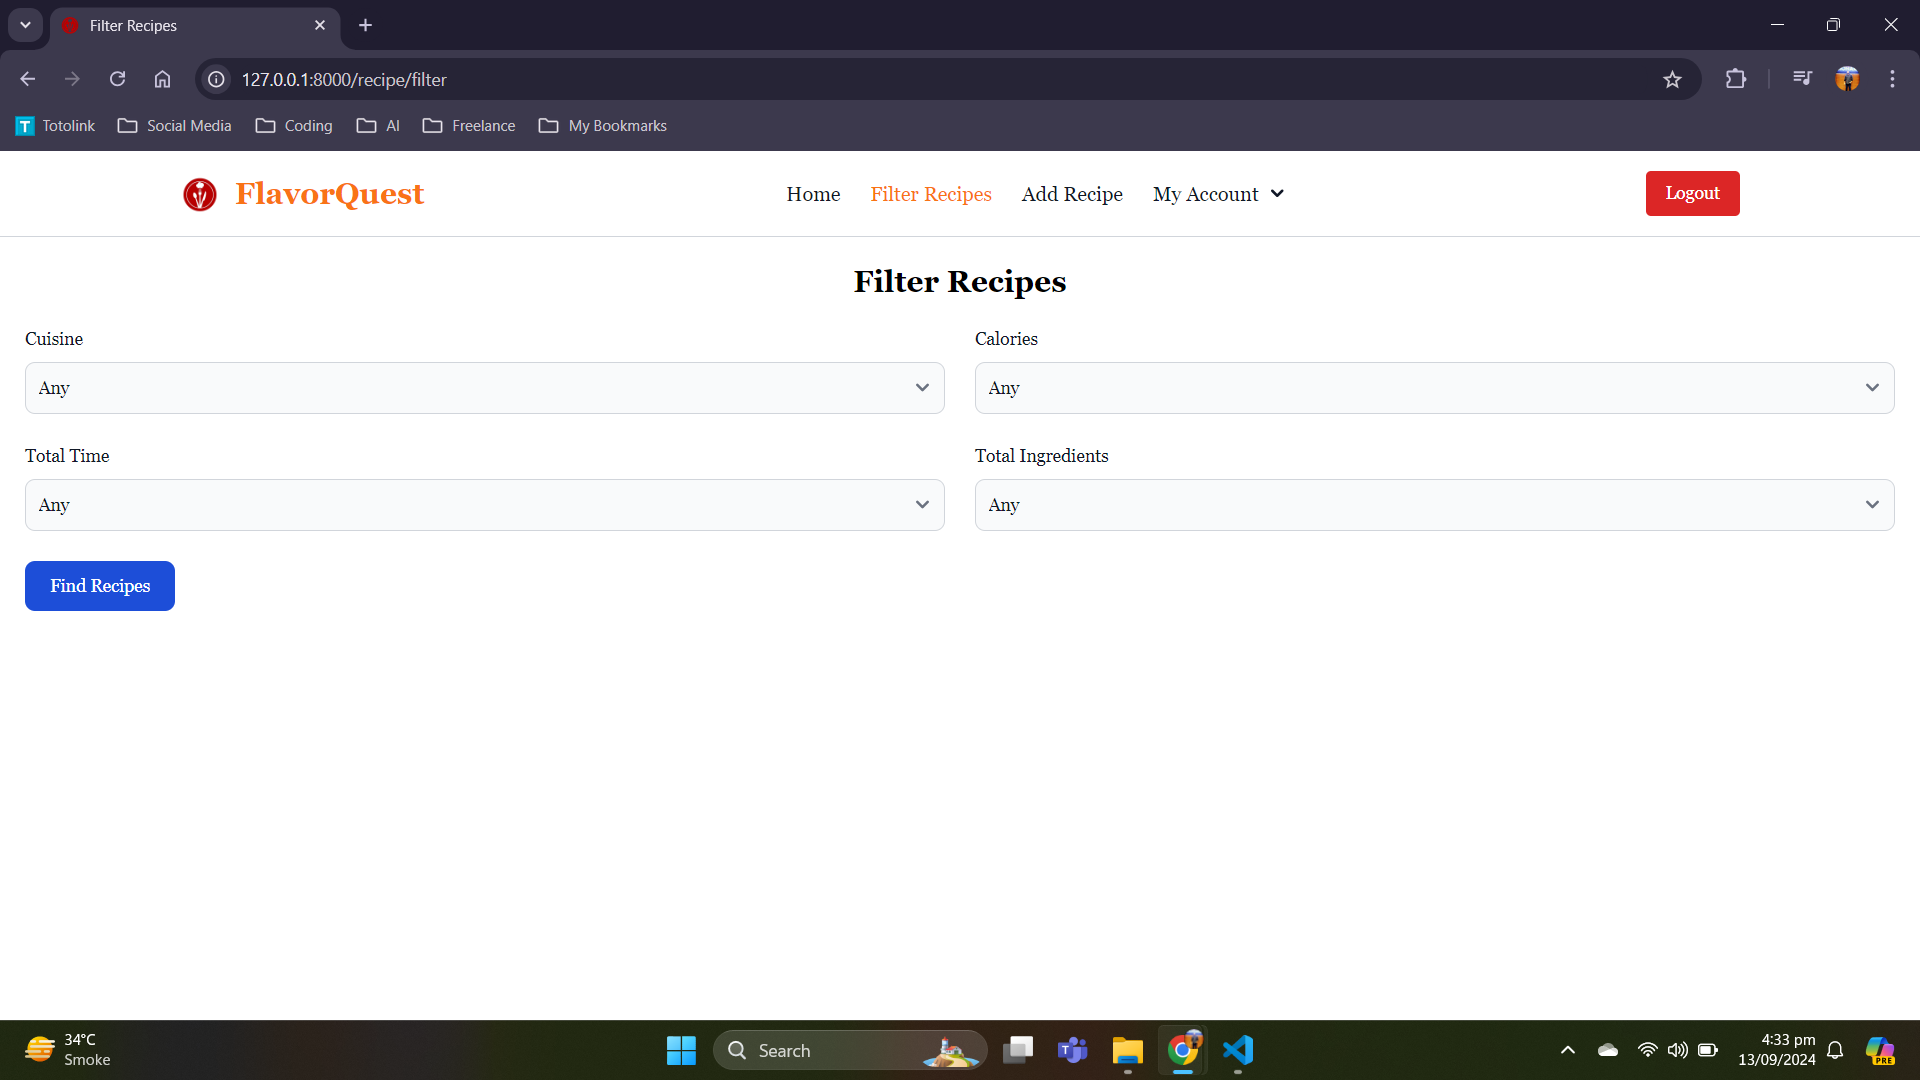 Filter Recipes
127.0.0.1:8000/recipe/filter
T Totolink Social Media Coding AI Freelance My Bookmarks
FlavorQuest Home Filter Recipes Add Recipe My Account Logout
Filter Recipes
Cuisine Calories
Any Any
Total Time Total Ingredients
Any Any
Find Recipes
34°C
Smoke
Search
T
4:33 pm
13/09/2024
PRE